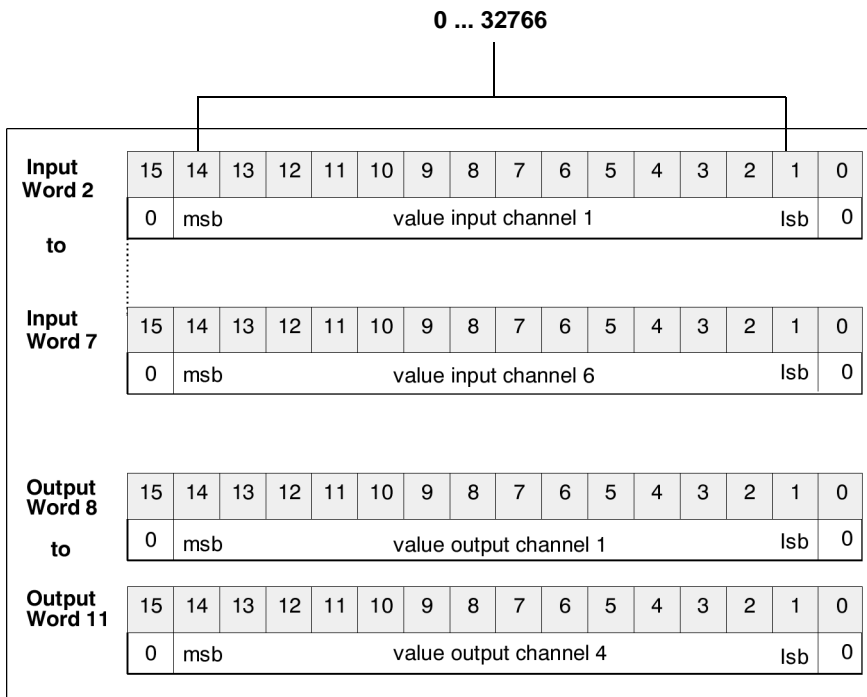 0 ... 32766
Input Word 2
15 14 13 12 11 10 9 8 7 6 5 4 3 2 1 0
0 msb value input channel 1 lsb 0
to
Input Word 7
15 14 13 12 11 10 9 8 7 6 5 4 3 2 1 0
0 msb value input channel 6 lsb 0
Output Word 8
15 14 13 12 11 10 9 8 7 6 5 4 3 2 1 0
0 msb value output channel 1 lsb 0
to
Output Word 11
15 14 13 12 11 10 9 8 7 6 5 4 3 2 1 0
0 msb value output channel 4 lsb 0